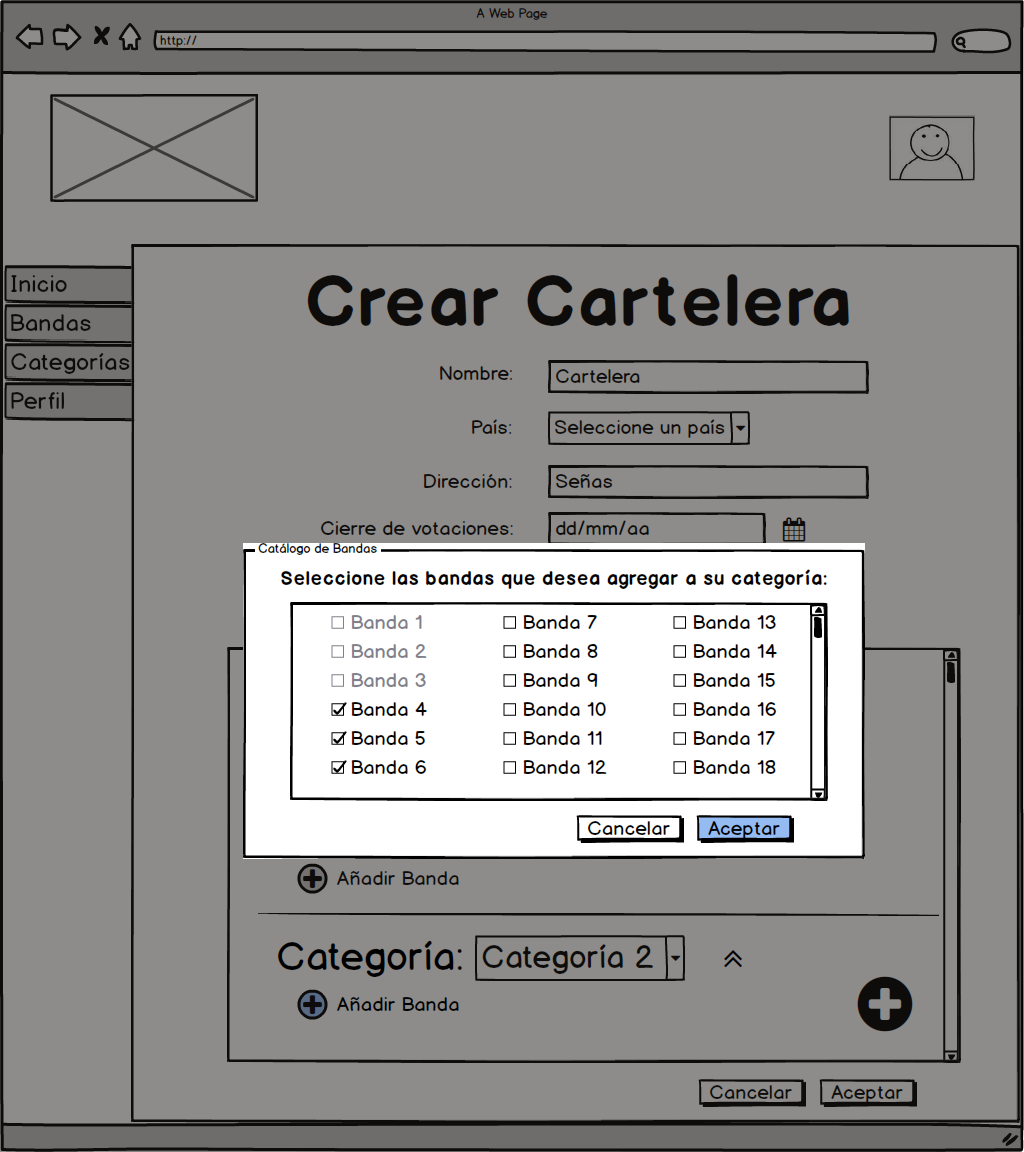 A Web Page
http://
Inicio
Bandas
Categorías
Perfil
Crear Cartelera
Nombre: Cartelera
País: Seleccione un país
Dirección: Señas
Cierre de votaciones: dd/mm/aa
Catálogo de Bandas
Seleccione las bandas que desea agregar a su categoría:
Banda 1 Banda 7 Banda 13
Banda 2 Banda 8 Banda 14
Banda 3 Banda 9 Banda 15
Banda 4 Banda 10 Banda 16
Banda 5 Banda 11 Banda 17
Banda 6 Banda 12 Banda 18
Cancelar Aceptar
Añadir Banda
Categoría: Categoría 2
Añadir Banda
Cancelar Aceptar